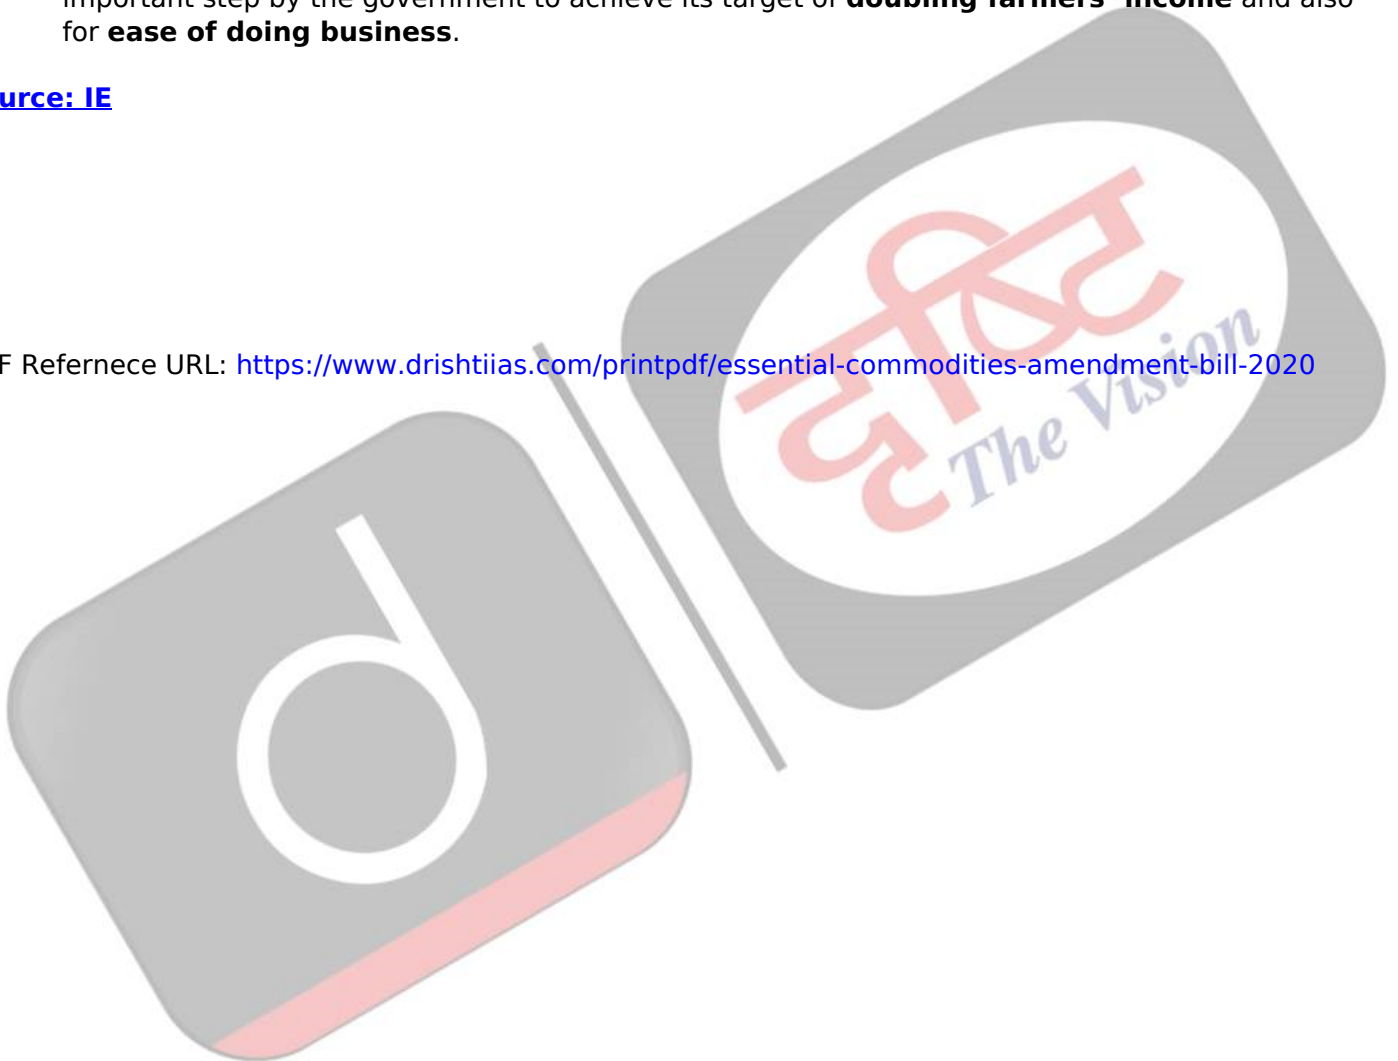 important step by the government to achieve its target of doubling farmers' income and also
for ease of doing business.
urce: IE
F Refernece URL: https://www.drishtiias.com/printpdf/essential-commodities-amendment-bill-2020
दृष्टि
The Vision
d